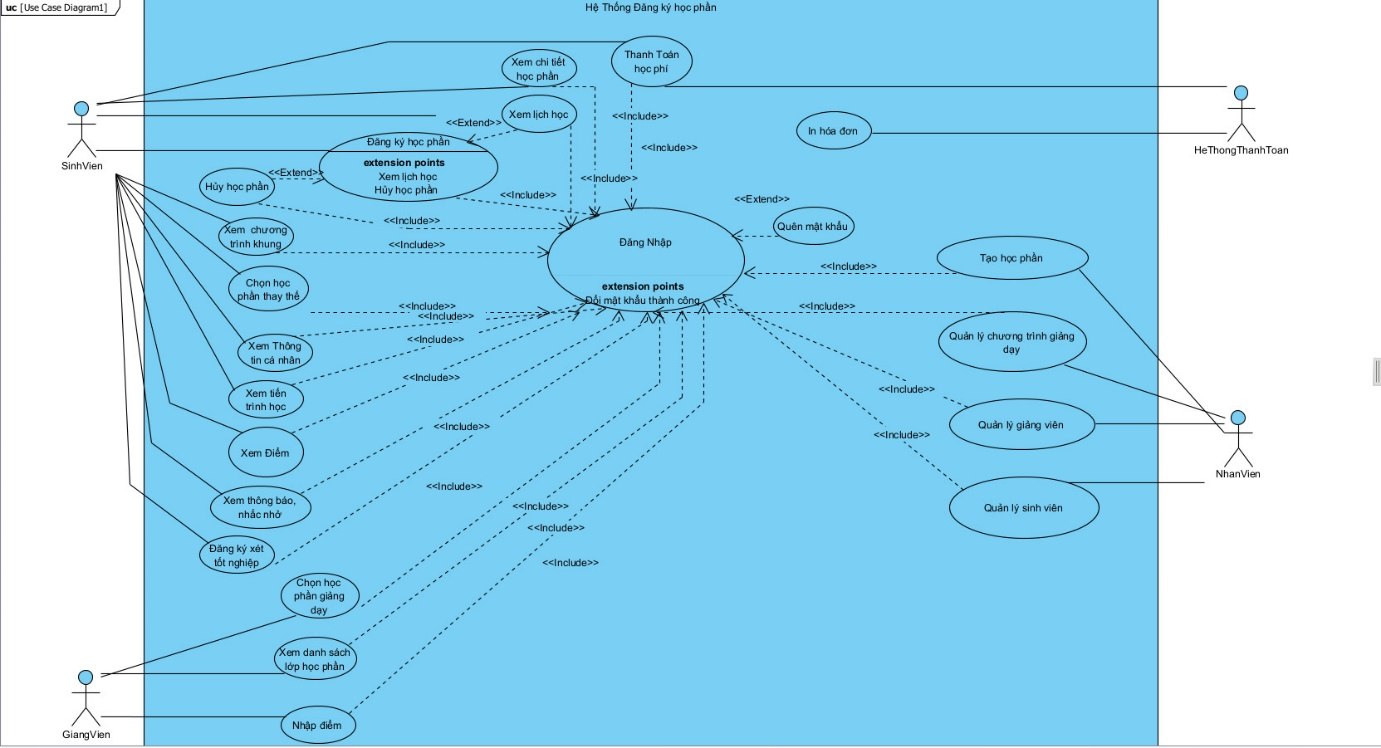 uc [Use Case Diagram1]
Hệ Thống Đăng ký học phần
Xem chi tiết
học phần
Thanh Toán
học phí
Xem lịch học
<<Include>>
<<Extend>>
In hóa đơn
SinhVien
HeThongThanhToan
Đăng ký học phần
extension points
Xem lịch học
Hủy học phần
<<Include>>
<<Extend>>
<<Include>>
Hủy học phần
<<Include>>
<<Extend>>
<<Include>>
Quên mật khẩu
Xem chương
trình khung
<<Include>>
Đăng Nhập
extension points
Đổi mật khẩu thành công
<<Include>>
Tạo học phần
Chọn học
phần thay thế
<<Include>>
<<Include>>
<<Include>>
Quản lý chương trình giảng
dạy
Xem Thông
tin cá nhân
<<Include>>
<<Include>>
Xem tiến
trình học
<<Include>>
Quản lý giảng viên
<<Include>>
<<Include>>
Xem Điểm
NhanVien
<<Include>>
Xem thông báo,
nhắc nhở
Quản lý sinh viên
<<Include>>
<<Include>>
Đăng ký xét
tốt nghiệp
<<Include>>
Chọn học
phần giảng
dạy
Xem danh sách
lớp học phần
Nhập điểm
GiangVien